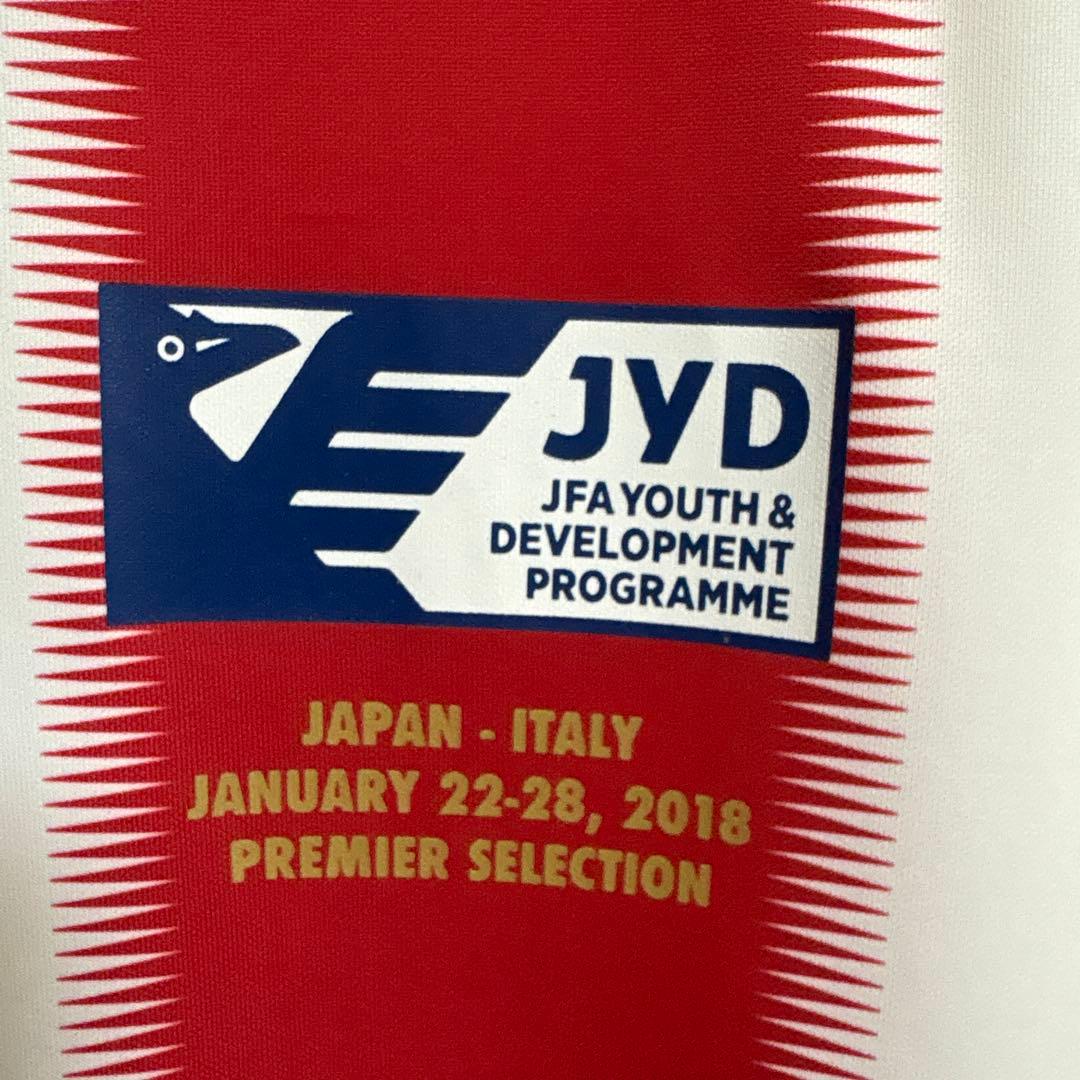 JYD
JFA YOUTH &
DEVELOPMENT
PROGRAMME
JAPAN - ITALY
JANUARY 22-28, 2018
PREMIER SELECTION